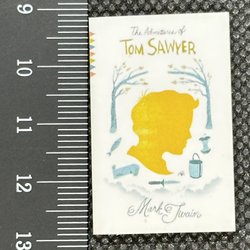 The Adventures of
TOM SAWYER
Mark Twain
9
10
11
12
13